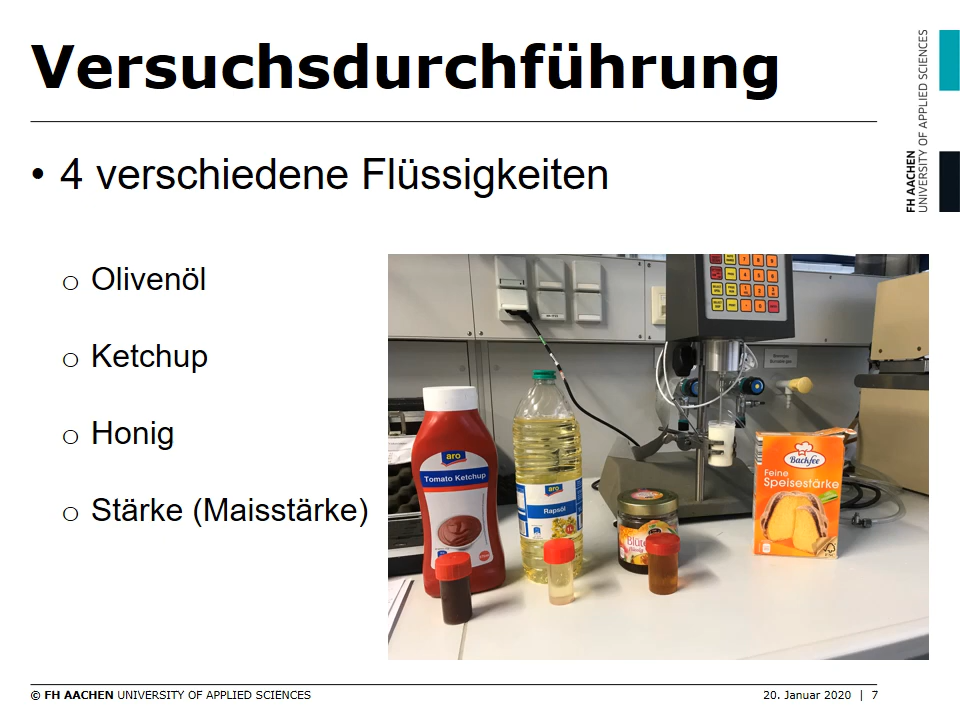 Versuchsdurchführung
FH AACHEN
UNIVERSITY OF APPLIED SCIENCES
• 4 verschiedene Flüssigkeiten
o Olivenöl
o Ketchup
o Honig
o Stärke (Maisstärke)
aro
Tomato Ketchup
aro
Rapsöl
Backfee
Feine
Speisestärke
© FH AACHEN UNIVERSITY OF APPLIED SCIENCES
20. Januar 2020 | 7